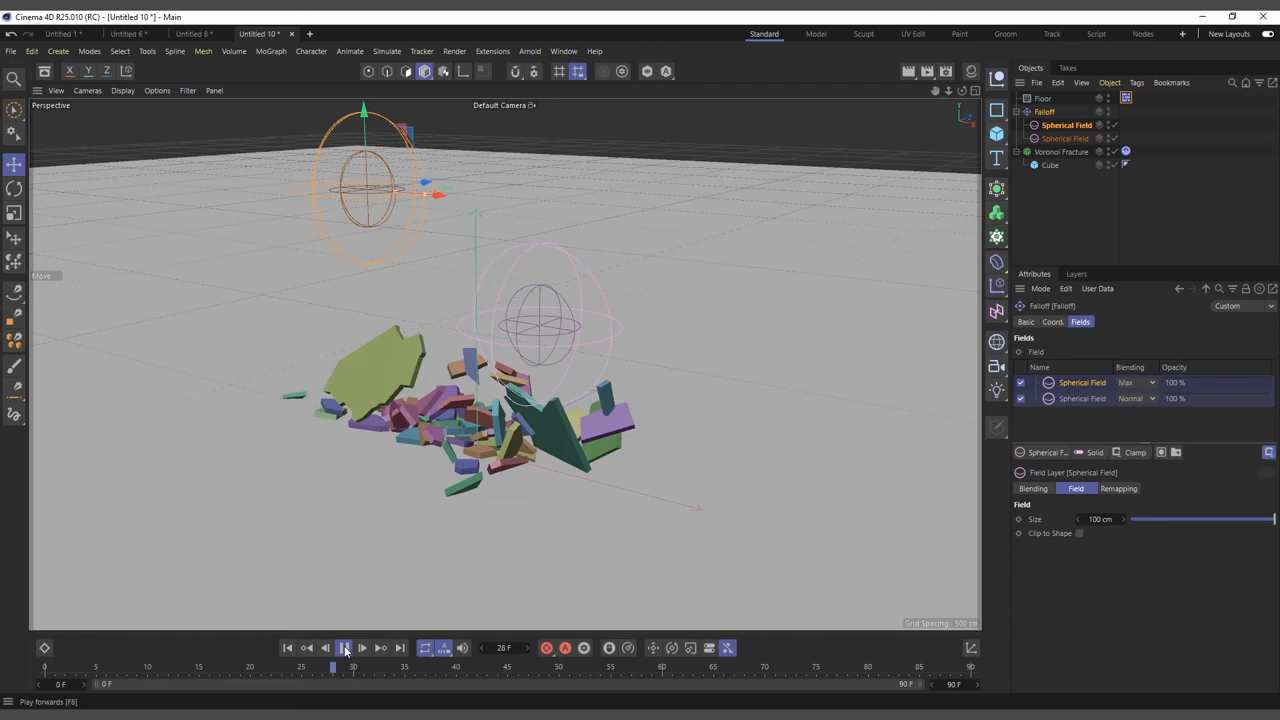 Cinema 4D R25.010 (RC) - [Untitled 10 *] - Main
Untitled 1 * Untitled 6 * Untitled 8 * Untitled 10 * Standard Model Sculpt UV Edit Paint Groom Track Script Nodes New Layouts
File Edit Create Modes Select Tools Spline Mesh Volume MoGraph Character Animate Simulate Tracker Render Extensions Arnold Window Help
Objects Takes
X Y Z
File Edit View Object Tags Bookmarks
View Cameras Display Options Filter Panel
Floor
Perspective Default Camera
Falloff
Spherical Field
Spherical Field
Voronoi Fracture
Cube
Move
Attributes Layers
Mode Edit User Data
Falloff [Falloff] Custom
Basic Coord. Fields
Fields
Field
Name Blending Opacity
Spherical Field Max 100 %
Spherical Field Normal 100 %
Spherical F... Solid Clamp
Field Layer [Spherical Field]
Blending Field Remapping
Field
Size 100 cm
Clip to Shape
Grid Spacing : 500 cm
28 F
0 5 10 15 20 25 30 35 40 45 50 55 60 65 70 75 80 85 90
0 F 0 F 90 F 90 F
Play forwards [F8]